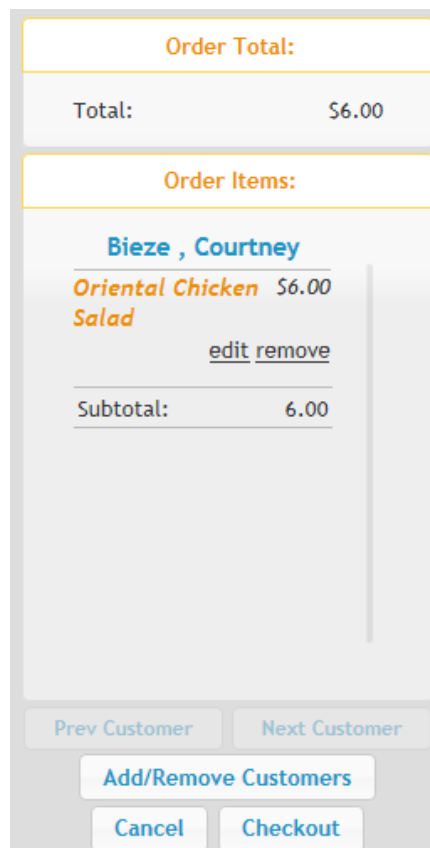 Order Total:
Total: $6.00
Order Items:
Bieze , Courtney
Oriental Chicken $6.00
Salad
edit remove
Subtotal: 6.00
Prev Customer Next Customer
Add/Remove Customers
Cancel Checkout